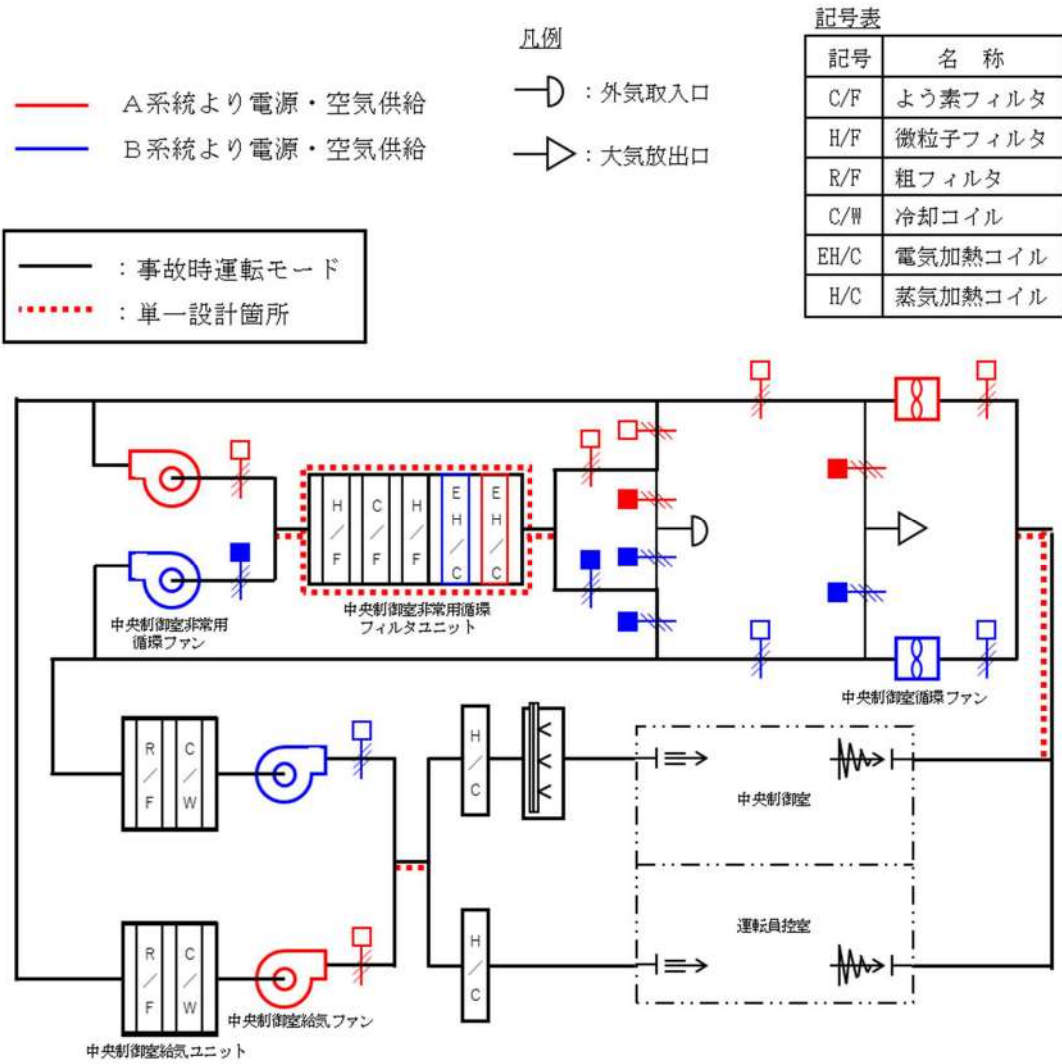 Ａ系統より電源・空気供給
Ｂ系統より電源・空気供給
凡例
：外気取入口
：大気放出口
記号表
記号 名 称
C/F よう素フィルタ
H/F 微粒子フィルタ
R/F 粗フィルタ
C/W 冷却コイル
EH/C 電気加熱コイル
H/C 蒸気加熱コイル
：事故時運転モード
：単一設計箇所
H/F
C/F
H/F
EH/C
EH/C
中央制御室非常用
循環ファン
中央制御室非常用循環
フィルタユニット
中央制御室循環ファン
R/F
C/W
H/C
中央制御室
R/F
C/W
H/C
運転員控室
中央制御室給気ファン
中央制御室給気ユニット